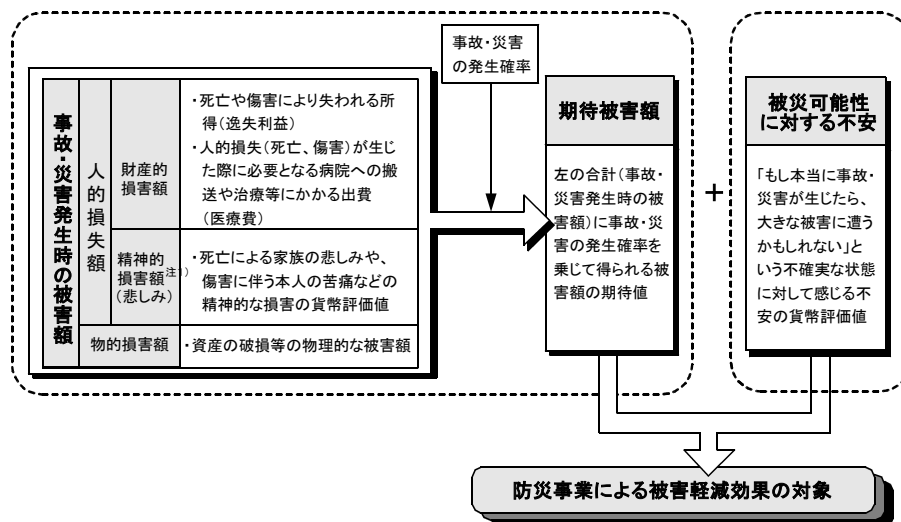 事故・災害
の発生確率
事故・災害発生時の被害額
人的損失額
財産的
損害額
・死亡や傷害により失われる所
得(逸失利益)
・人的損失(死亡、傷害)が生じ
た際に必要となる病院への搬
送や治療等にかかる出費
(医療費)
精神的
損害額注1)
(悲しみ)
・死亡による家族の悲しみや、
傷害に伴う本人の苦痛などの
精神的な損害の貨幣評価値
物的損害額
・資産の破損等の物理的な被害額
期待被害額
左の合計(事故・
災害発生時の被
害額)に事故・災
害の発生確率を
乗じて得られる被
害額の期待値
+
被災可能性
に対する不安
「もし本当に事故・
災害が生じたら、
大きな被害に遭う
かもしれない」と
いう不確実な状態
に対して感じる不
安の貨幣評価値
防災事業による被害軽減効果の対象